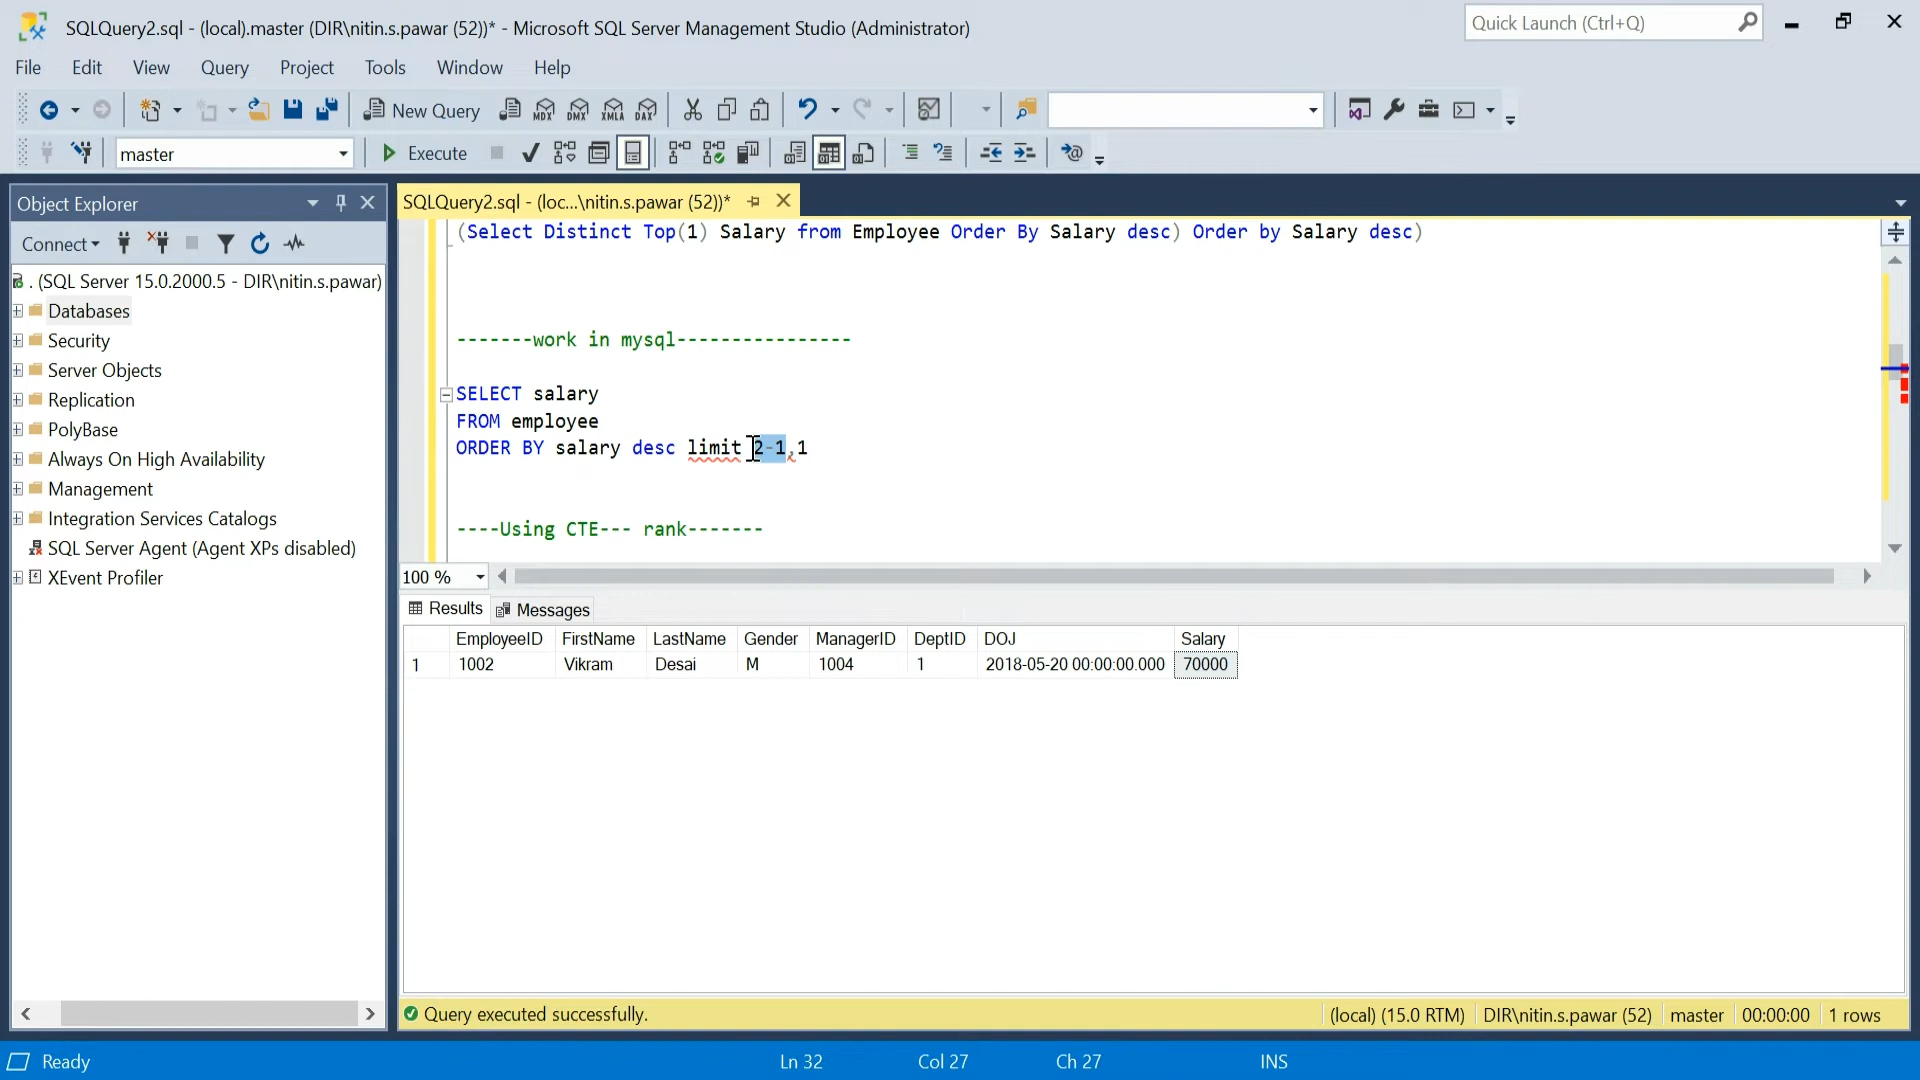 SQLQuery2.sql - (local).master (DIR\nitin.s.pawar (52))* - Microsoft SQL Server Management Studio (Administrator)
Quick Launch (Ctrl+Q)
File Edit View Query Project Tools Window Help
New Query MDX DMX XMLA DAX
master Execute
Object Explorer
SQLQuery2.sql - (loc...\nitin.s.pawar (52))*
Connect
. (SQL Server 15.0.2000.5 - DIR\nitin.s.pawar)
Databases
Security
Server Objects
Replication
PolyBase
Always On High Availability
Management
Integration Services Catalogs
SQL Server Agent (Agent XPs disabled)
XEvent Profiler
(Select Distinct Top(1) Salary from Employee Order By Salary desc) Order by Salary desc)
-------work in mysql----------------
SELECT salary
FROM employee
ORDER BY salary desc limit 2-1,1
----Using CTE--- rank-------
100 %
Results Messages
EmployeeID FirstName LastName Gender ManagerID DeptID DOJ Salary
1 1002 Vikram Desai M 1004 1 2018-05-20 00:00:00.000 70000
Query executed successfully. (local) (15.0 RTM) DIR\nitin.s.pawar (52) master 00:00:00 1 rows
Ready Ln 32 Col 27 Ch 27 INS